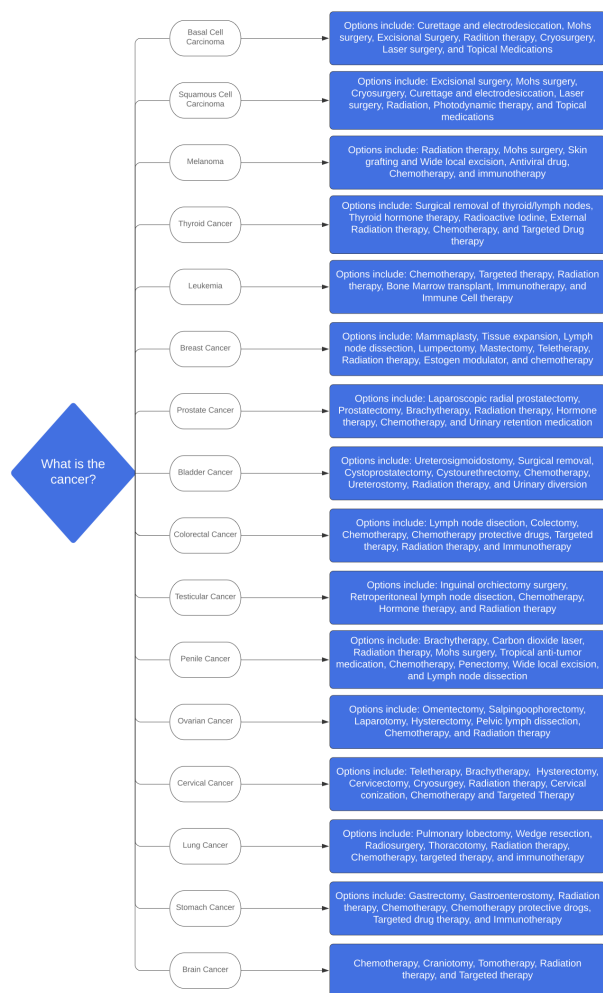 Basal Cell
Carcinoma
Options include: Curettage and electrodesiccation, Mohs
surgery, Excisional Surgery, Radition therapy, Cryosurgery,
Laser surgery, and Topical Medications
Squamous Cell
Carcinoma
Options include: Excisional surgery, Mohs surgery,
Cryosurgery, Curettage and electrodesiccation, Laser
surgery, Radiation, Photodynamic therapy, and Topical
medications
Melanoma
Options include: Radiation therapy, Mohs surgery, Skin
grafting and Wide local excision, Antiviral drug,
Chemotherapy, and immunotherapy
Thyroid Cancer
Options include: Surgical removal of thyroid/lymph nodes,
Thyroid hormone therapy, Radioactive Iodine, External
Radiation therapy, Chemotherapy, and Targeted Drug
therapy
Leukemia
Options include: Chemotherapy, Targeted therapy, Radiation
therapy, Bone Marrow transplant, Immunotherapy, and
Immune Cell therapy
Breast Cancer
Options include: Mammaplasty, Tissue expansion, Lymph
node dissection, Lumpectomy, Mastectomy, Teletherapy,
Radiation therapy, Estogen modulator, and chemotherapy
Prostate Cancer
Options include: Laparoscopic radial prostatectomy,
Prostatectomy, Brachytherapy, Radiation therapy, Hormone
therapy, Chemotherapy, and Urinary retention medication
What is the
cancer?
Bladder Cancer
Options include: Ureterosigmoidostomy, Surgical removal,
Cystoprostatectomy, Cystourethrectomy, Chemotherapy,
Ureterostomy, Radiation therapy, and Urinary diversion
Colorectal Cancer
Options include: Lymph node disection, Colectomy,
Chemotherapy, Chemotherapy protective drugs, Targeted
therapy, Radiation therapy, and Immunotherapy
Testicular Cancer
Options include: Inguinal orchiectomy surgery,
Retroperitoneal lymph node disection, Chemotherapy,
Hormone therapy, and Radiation therapy
Penile Cancer
Options include: Brachytherapy, Carbon dioxide laser,
Radiation therapy, Mohs surgery, Tropical anti-tumor
medication, Chemotherapy, Penectomy, Wide local excision,
and Lymph node dissection
Ovarian Cancer
Options include: Omentectomy, Salpingoophorectomy,
Laparotomy, Hysterectomy, Pelvic lymph dissection,
Chemotherapy, and Radiation therapy
Cervical Cancer
Options include: Teletherapy, Brachytherapy, Hysterectomy,
Cervicectomy, Cryosurgey, Radiation therapy, Cervical
conization, Chemotherapy and Targeted Therapy
Lung Cancer
Options include: Pulmonary lobectomy, Wedge resection,
Radiosurgery, Thoracotomy, Radiation therapy,
Chemotherapy, targeted therapy, and immunotherapy
Stomach Cancer
Options include: Gastrectomy, Gastroenterostomy, Radiation
therapy, Chemotherapy, Chemotherapy protective drogs,
Targeted drug therapy, and Immunotherapy
Brain Cancer
Chemotherapy, Craniotomy, Tomotherapy, Radiation
therapy, and Targeted therapy